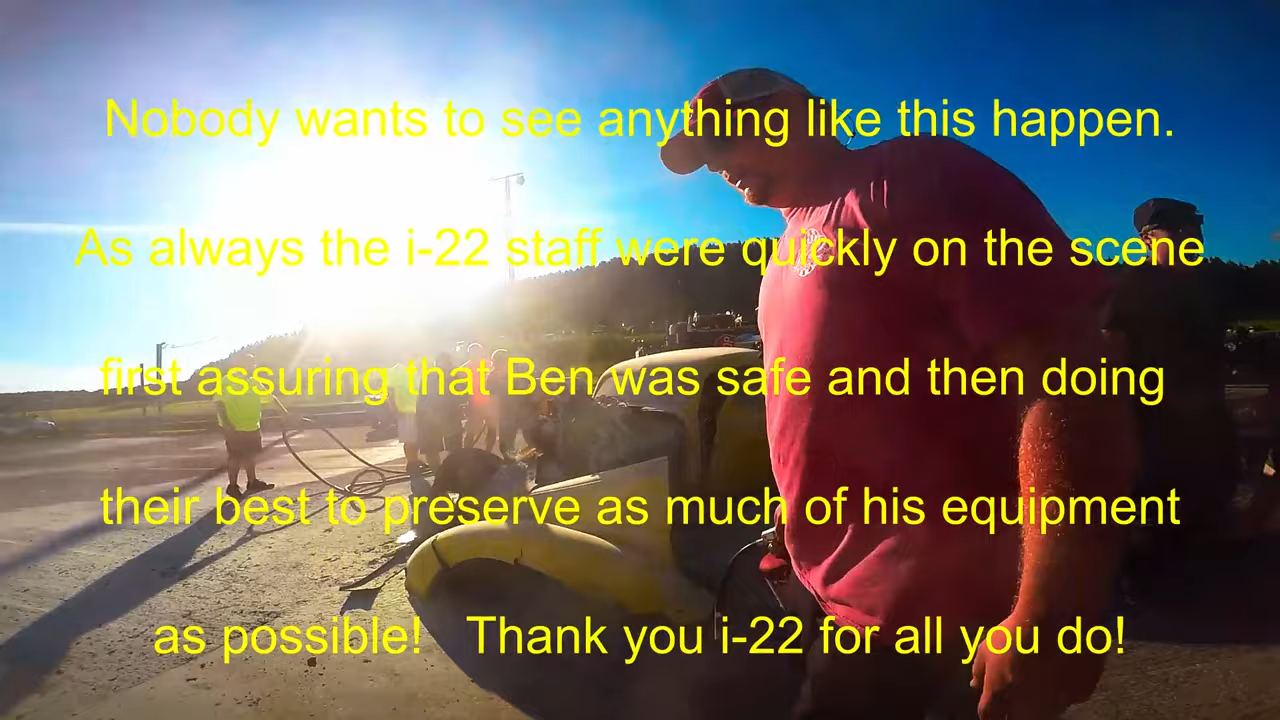 Nobody wants to see anything like this happen.
As always the i-22 staff were quickly on the scene
first assuring that Ben was safe and then doing
their best to preserve as much of his equipment
as possible!   Thank you i-22 for all you do!